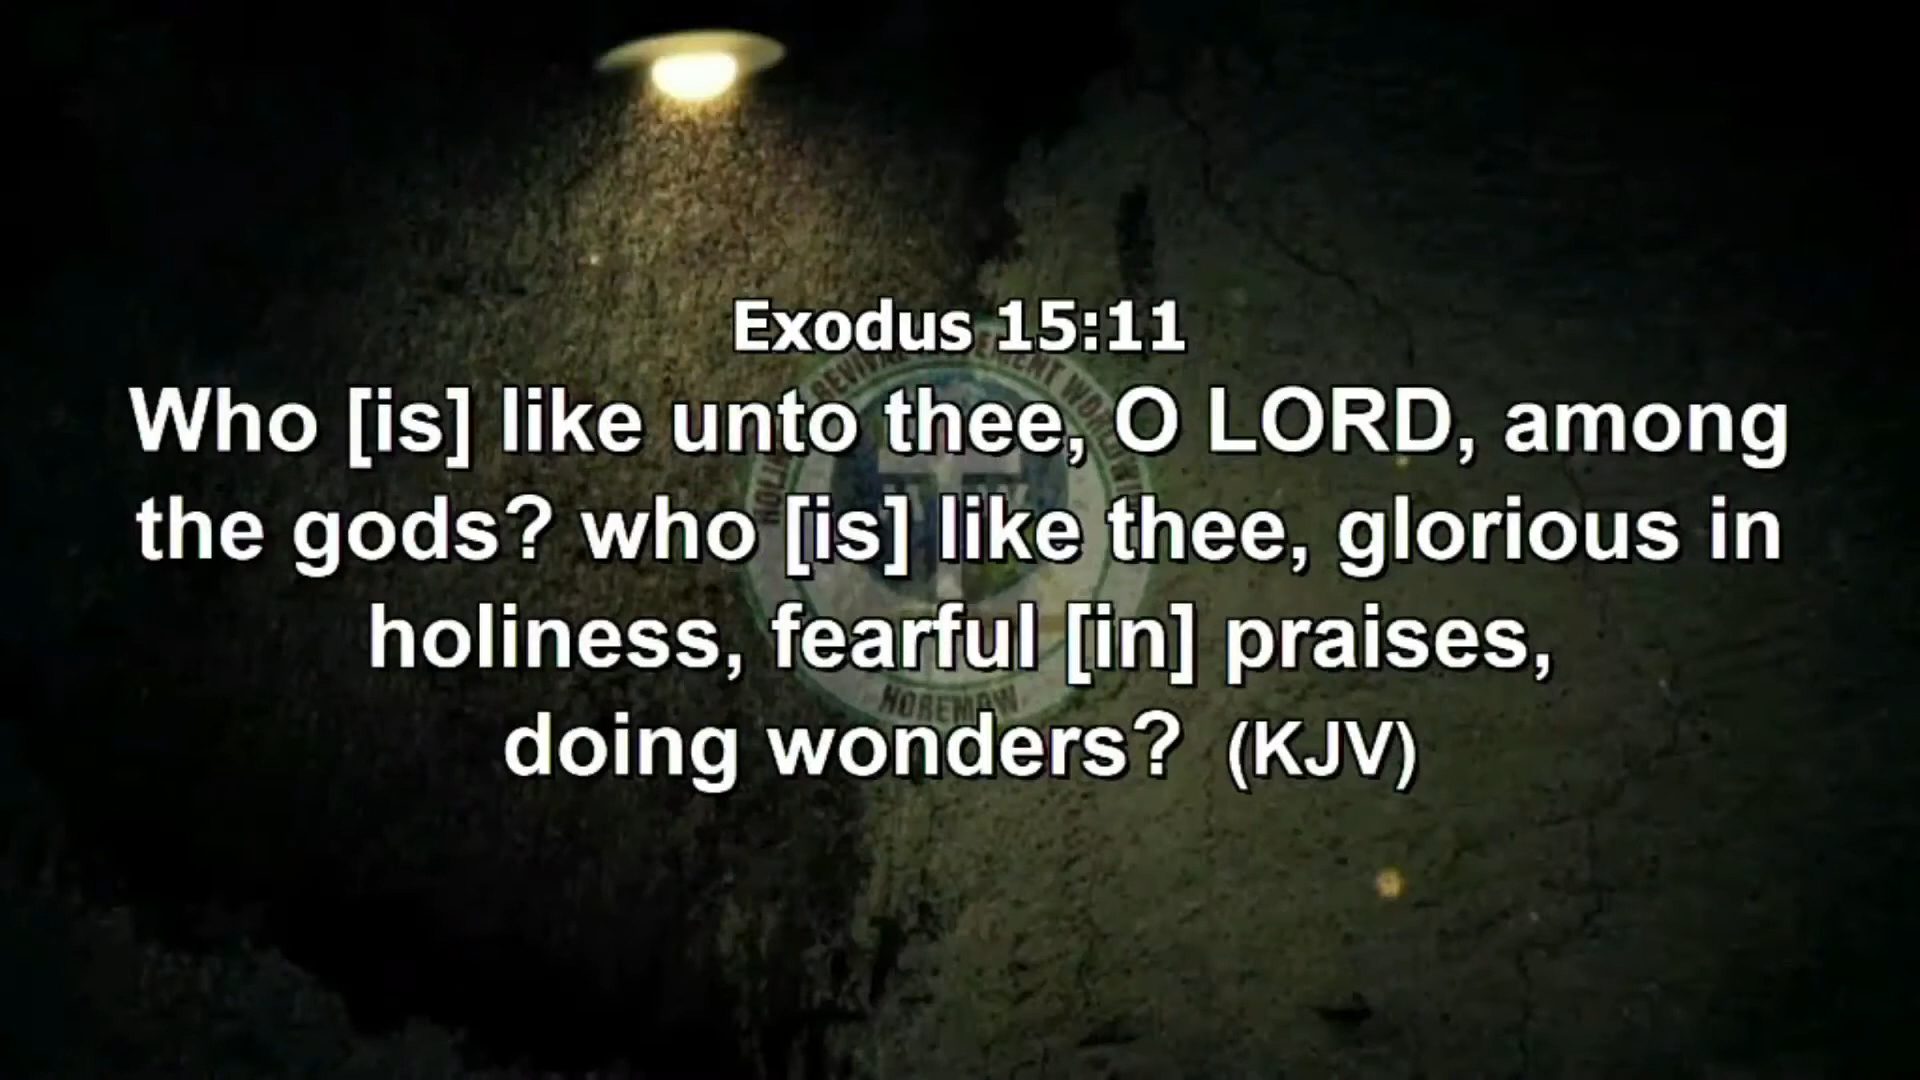 Exodus 15:11
Who [is] like unto thee, O LORD, among
the gods? who [is] like thee, glorious in
holiness, fearful [in] praises,
doing wonders? (KJV)
HOREMOW